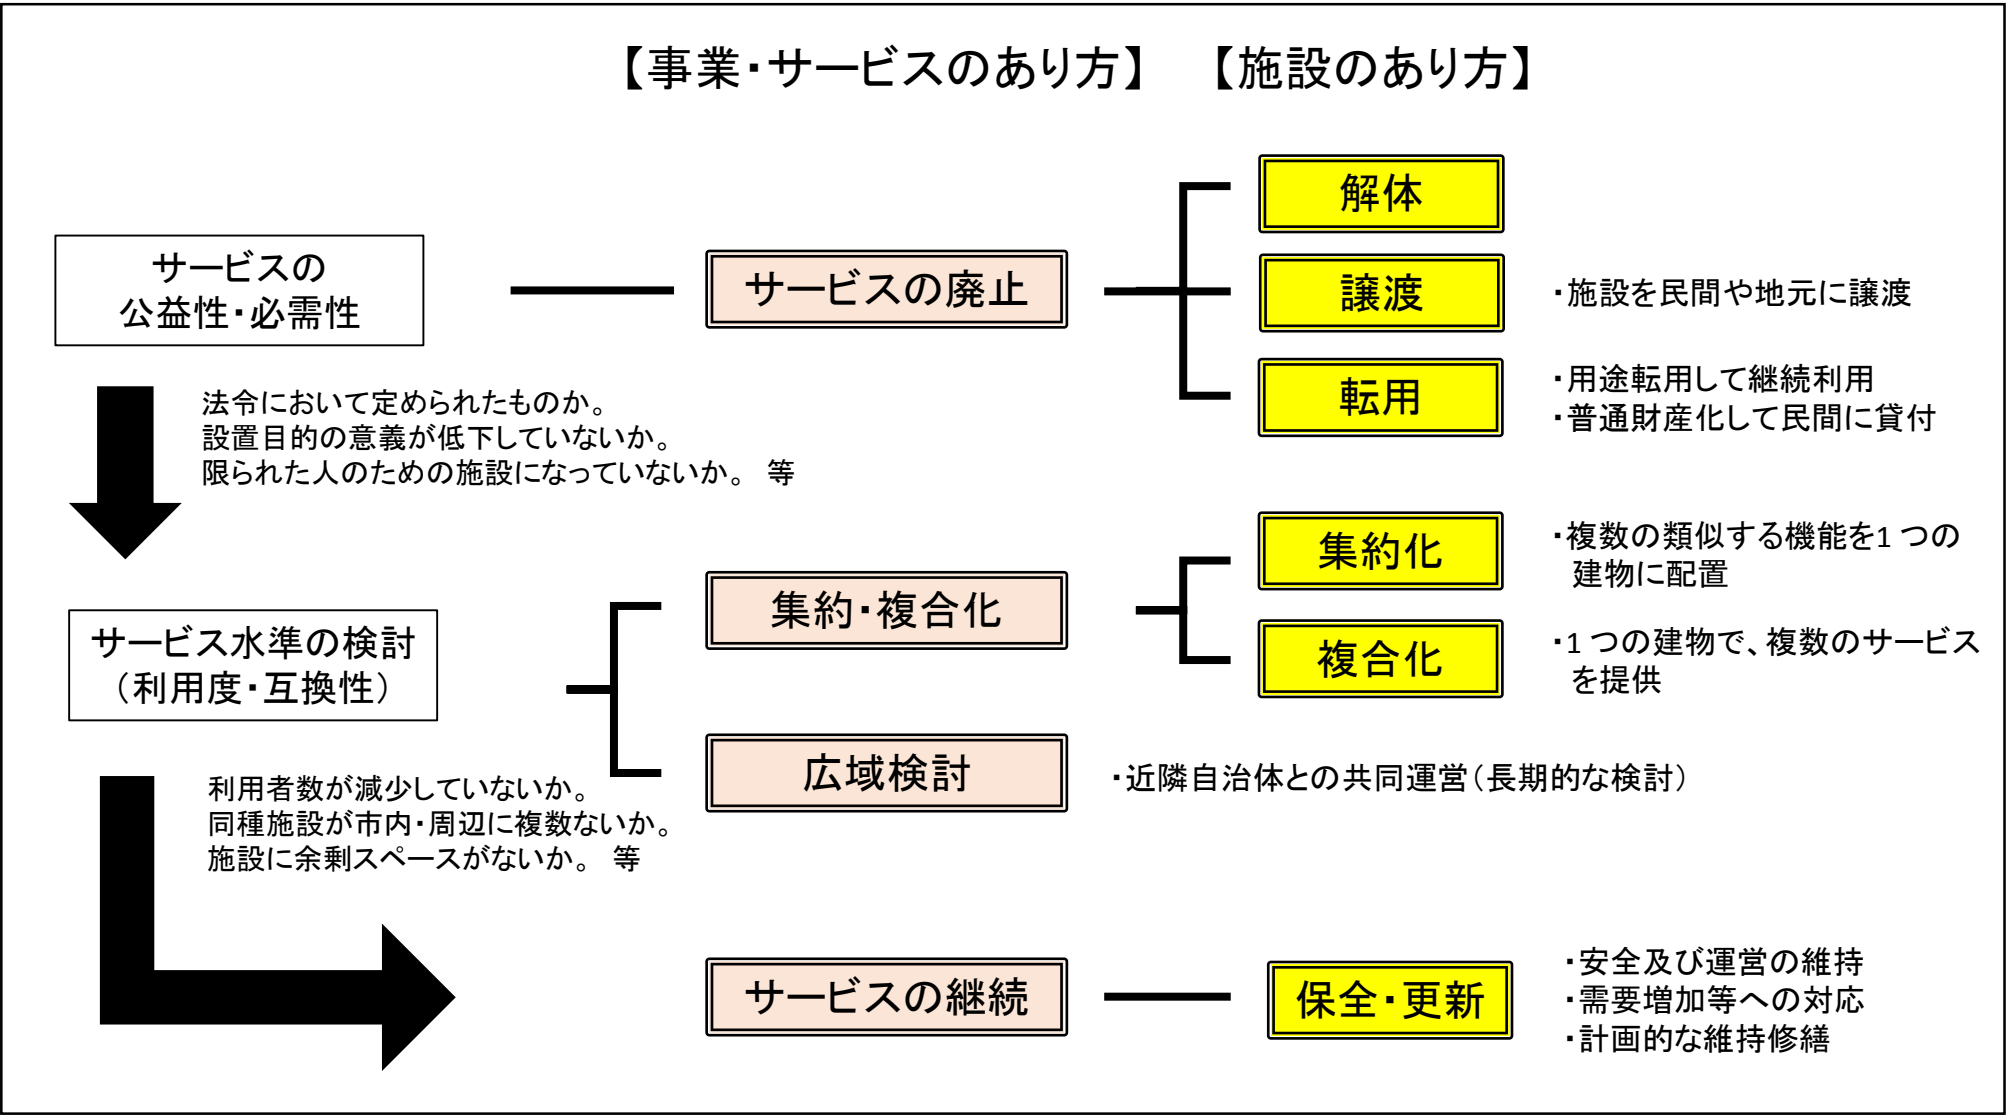 【事業・サービスのあり方】 【施設のあり方】
サービスの
公益性・必需性
サービスの廃止
解体
譲渡
・施設を民間や地元に譲渡
転用
・用途転用して継続利用
・普通財産化して民間に貸付
法令において定められたものか。
設置目的の意義が低下していないか。
限られた人のための施設になっていないか。 等
サービス水準の検討
（利用度・互換性）
集約・複合化
集約化
・複数の類似する機能を1つの
建物に配置
複合化
・1つの建物で、複数のサービス
を提供
広域検討
・近隣自治体との共同運営（長期的な検討）
利用者数が減少していないか。
同種施設が市内・周辺に複数ないか。
施設に余剰スペースがないか。 等
サービスの継続
保全・更新
・安全及び運営の維持
・需要増加等への対応
・計画的な維持修繕